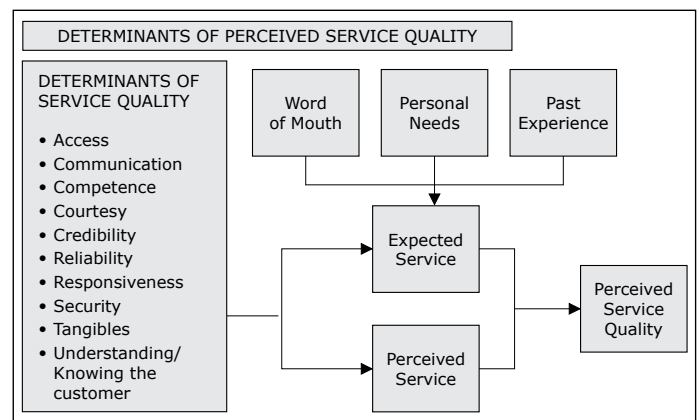 DETERMINANTS OF PERCEIVED SERVICE QUALITY
DETERMINANTS OF
SERVICE QUALITY
• Access
• Communication
• Competence
• Courtesy
• Credibility
• Reliability
• Responsiveness
• Security
• Tangibles
• Understanding/
Knowing the
customer
Word
of Mouth
Personal
Needs
Past
Experience
Expected
Service
Perceived
Service
Perceived
Service
Quality